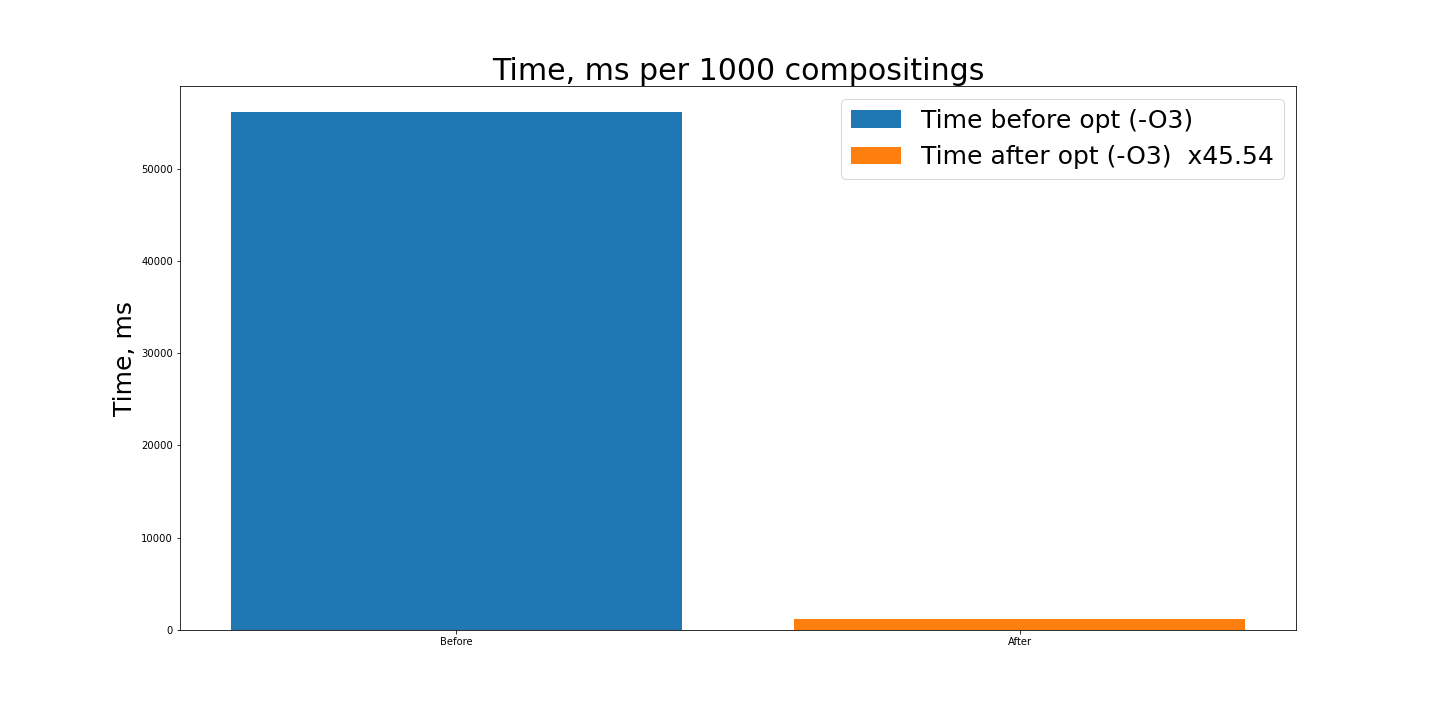 Time, ms per 1000 compositings
Time before opt (-O3)
Time after opt (-O3)  x45.54
Time, ms
50000
40000
30000
20000
10000
0
Before
After